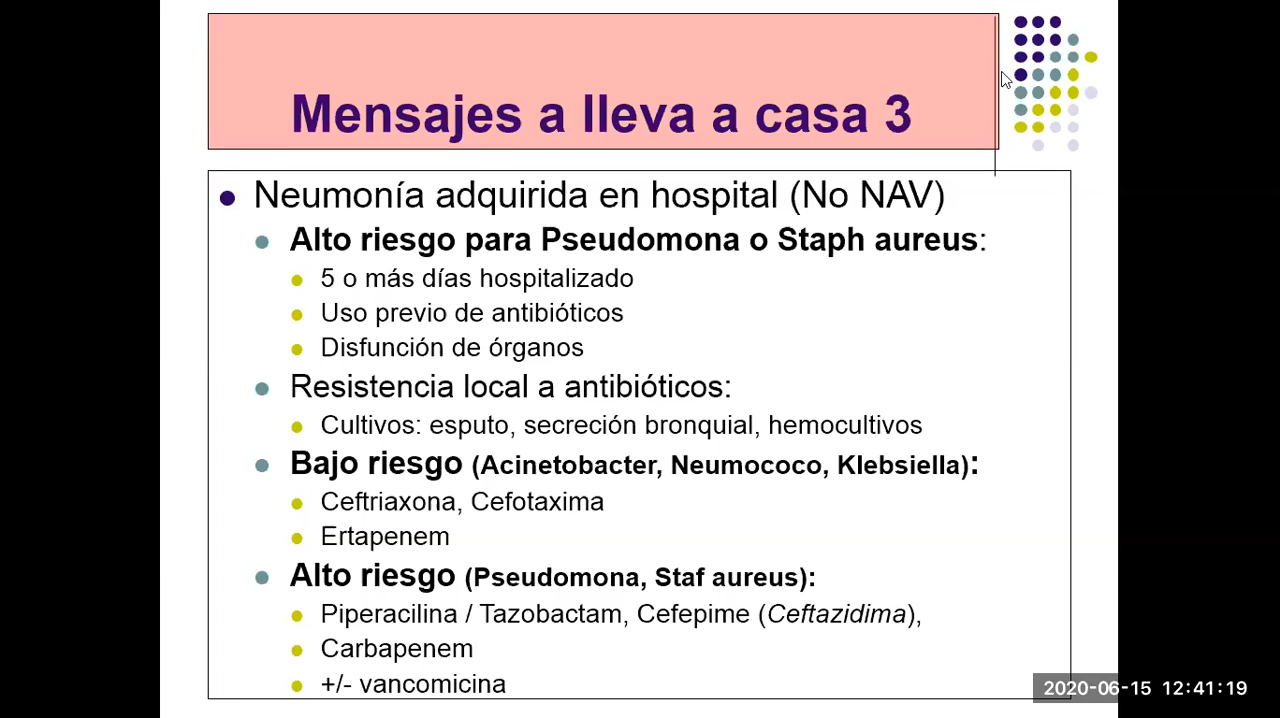 Mensajes a lleva a casa 3
Neumonía adquirida en hospital (No NAV)
Alto riesgo para Pseudomona o Staph aureus:
5 o más días hospitalizado
Uso previo de antibióticos
Disfunción de órganos
Resistencia local a antibióticos:
Cultivos: esputo, secreción bronquial, hemocultivos
Bajo riesgo (Acinetobacter, Neumococo, Klebsiella):
Ceftriaxona, Cefotaxima
Ertapenem
Alto riesgo (Pseudomona, Staf aureus):
Piperacilina / Tazobactam, Cefepime (Ceftazidima),
Carbapenem
+/- vancomicina
2020-06-15 12:41:19